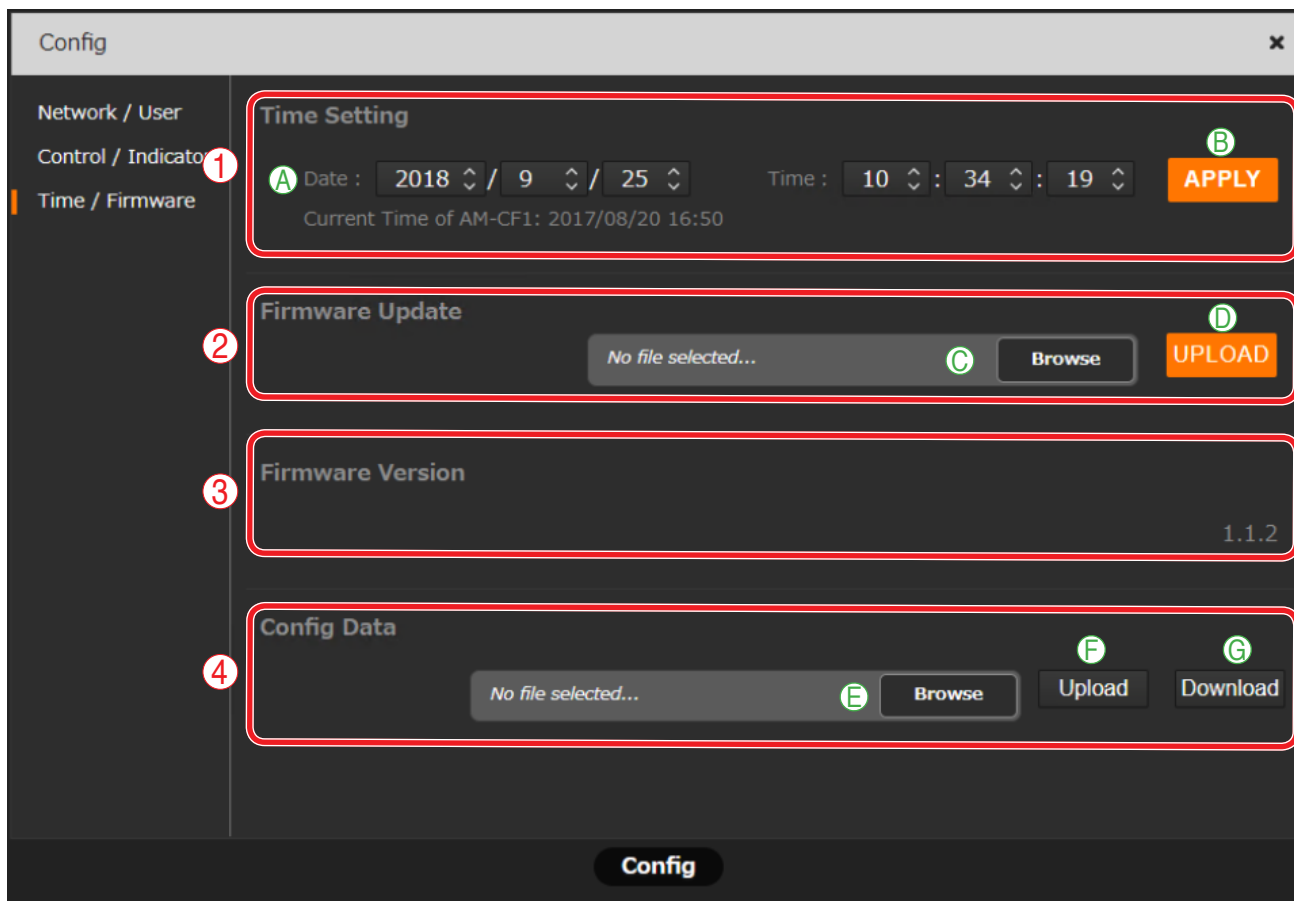 Config ×
Network / User
Control / Indicator
Time / Firmware
1
Time Setting
A Date : 2018 / 9 / 25 Time : 10 : 34 : 19 B APPLY
Current Time of AM-CF1: 2017/08/20 16:50
2
Firmware Update
No file selected... C Browse D UPLOAD
3
Firmware Version
1.1.2
4
Config Data
No file selected... E Browse F Upload G Download
Config